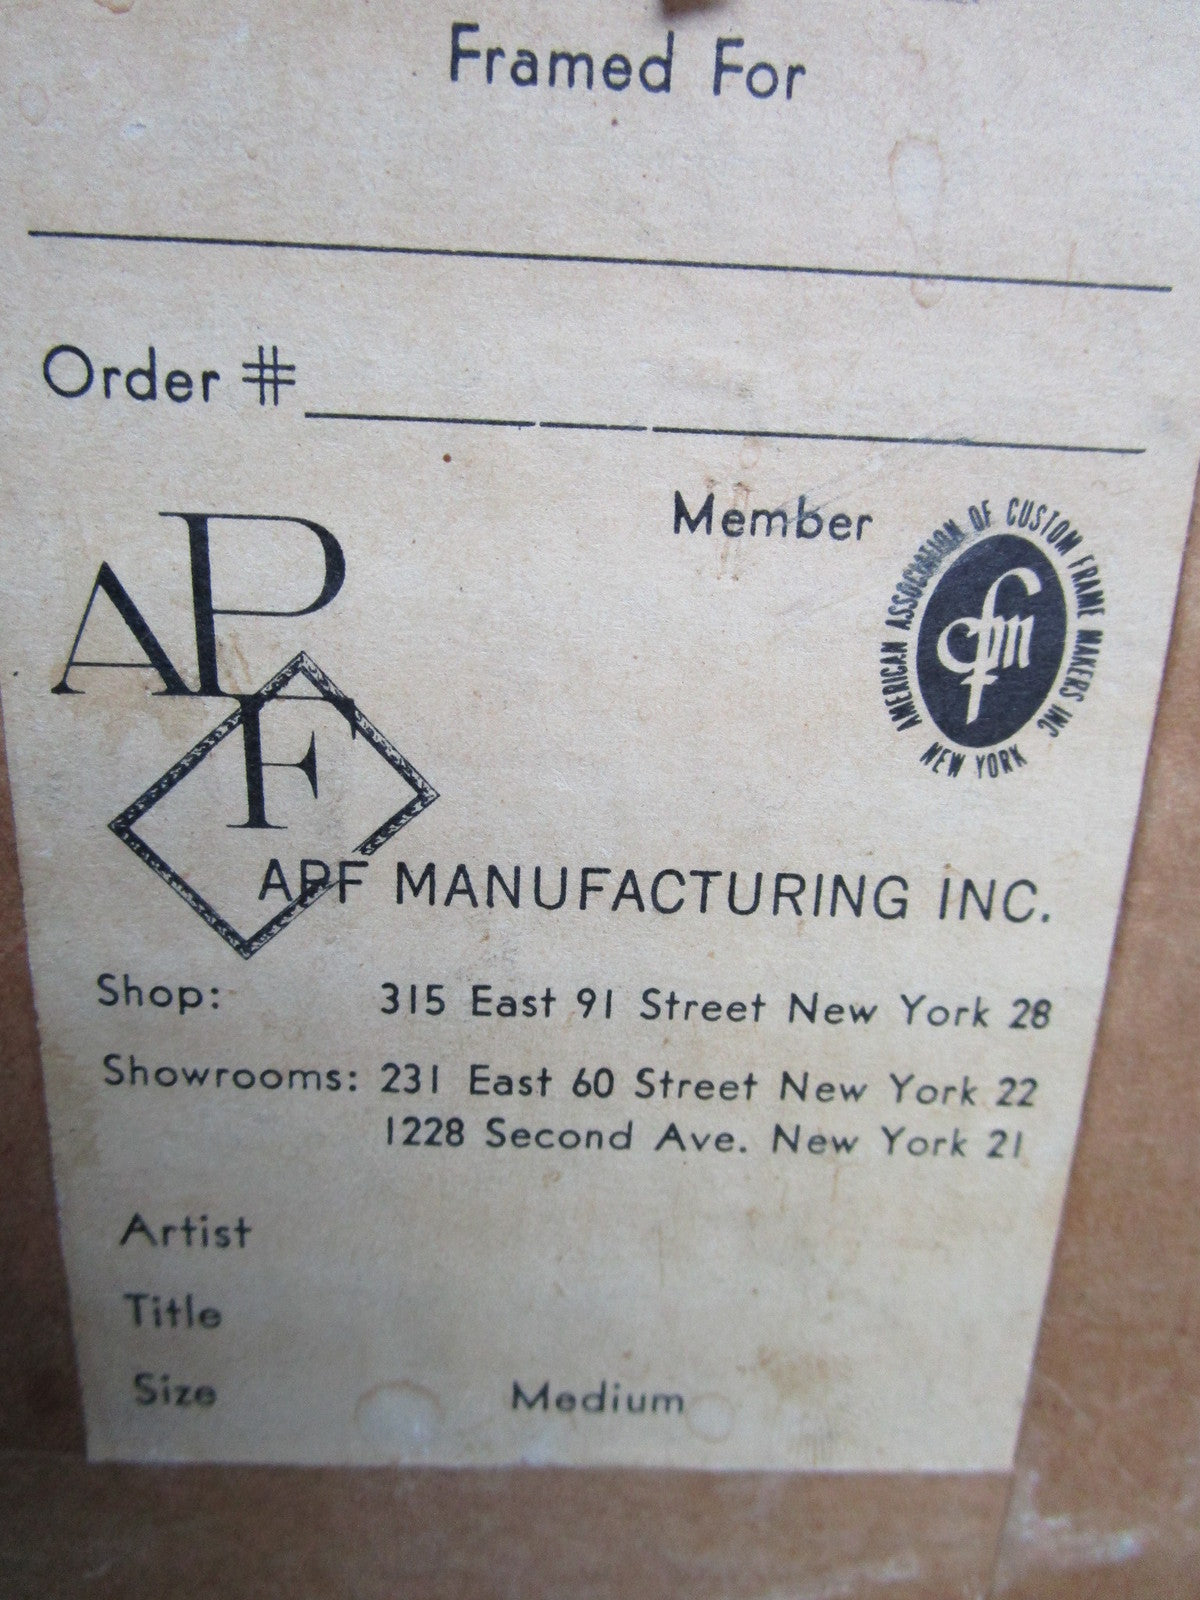 Framed For
Order #
Member
AMERICAN ASSOCIATION OF CUSTOM FRAME MAKERS INC
cfm
NEW YORK
APF
APF MANUFACTURING INC.
Shop: 315 East 91 Street New York 28
Showrooms: 231 East 60 Street New York 22
1228 Second Ave. New York 21
Artist
Title
Size Medium